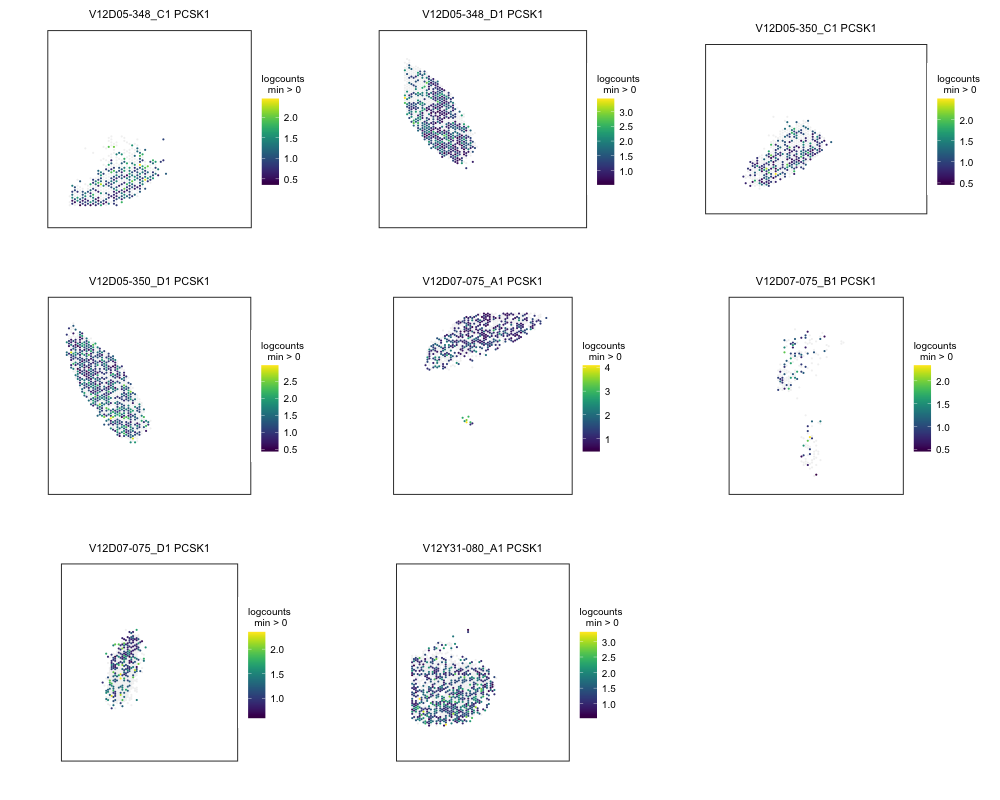 V12D05-348_C1 PCSK1
logcounts
min > 0
2.0
1.5
1.0
0.5
V12D05-348_D1 PCSK1
logcounts
min > 0
3.0
2.5
2.0
1.5
1.0
V12D05-350_C1 PCSK1
logcounts
min > 0
2.0
1.5
1.0
0.5
V12D05-350_D1 PCSK1
logcounts
min > 0
2.5
2.0
1.5
1.0
0.5
V12D07-075_A1 PCSK1
logcounts
min > 0
4
3
2
1
V12D07-075_B1 PCSK1
logcounts
min > 0
2.0
1.5
1.0
0.5
V12D07-075_D1 PCSK1
logcounts
min > 0
2.0
1.5
1.0
V12Y31-080_A1 PCSK1
logcounts
min > 0
3.0
2.5
2.0
1.5
1.0